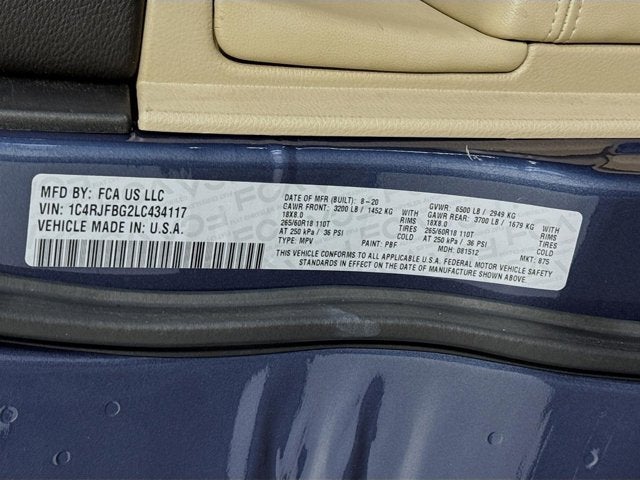 MFD BY: FCA US LLC
VIN: 1C4RJFBG2LC434117
VEHICLE MADE IN U.S.A.
DATE OF MFR (BUILT): 8-20 GVWR: 6500 LB / 2949 KG
GAWR FRONT: 3200 LB / 1452 KG WITH GAWR REAR: 3700 LB / 1679 KG WITH
18X8.0 RIMS 18X8.0 RIMS
265/60R18 110T TIRES 265/60R18 110T TIRES
AT 250 kPa / 36 PSI COLD AT 250 kPa / 36 PSI COLD
TYPE: MPV PAINT: PBF MDH: 081512 MKT: 875
THIS VEHICLE CONFORMS TO ALL APPLICABLE U.S.A. FEDERAL MOTOR VEHICLE SAFETY
STANDARDS IN EFFECT ON THE DATE OF MANUFACTURE SHOWN ABOVE.